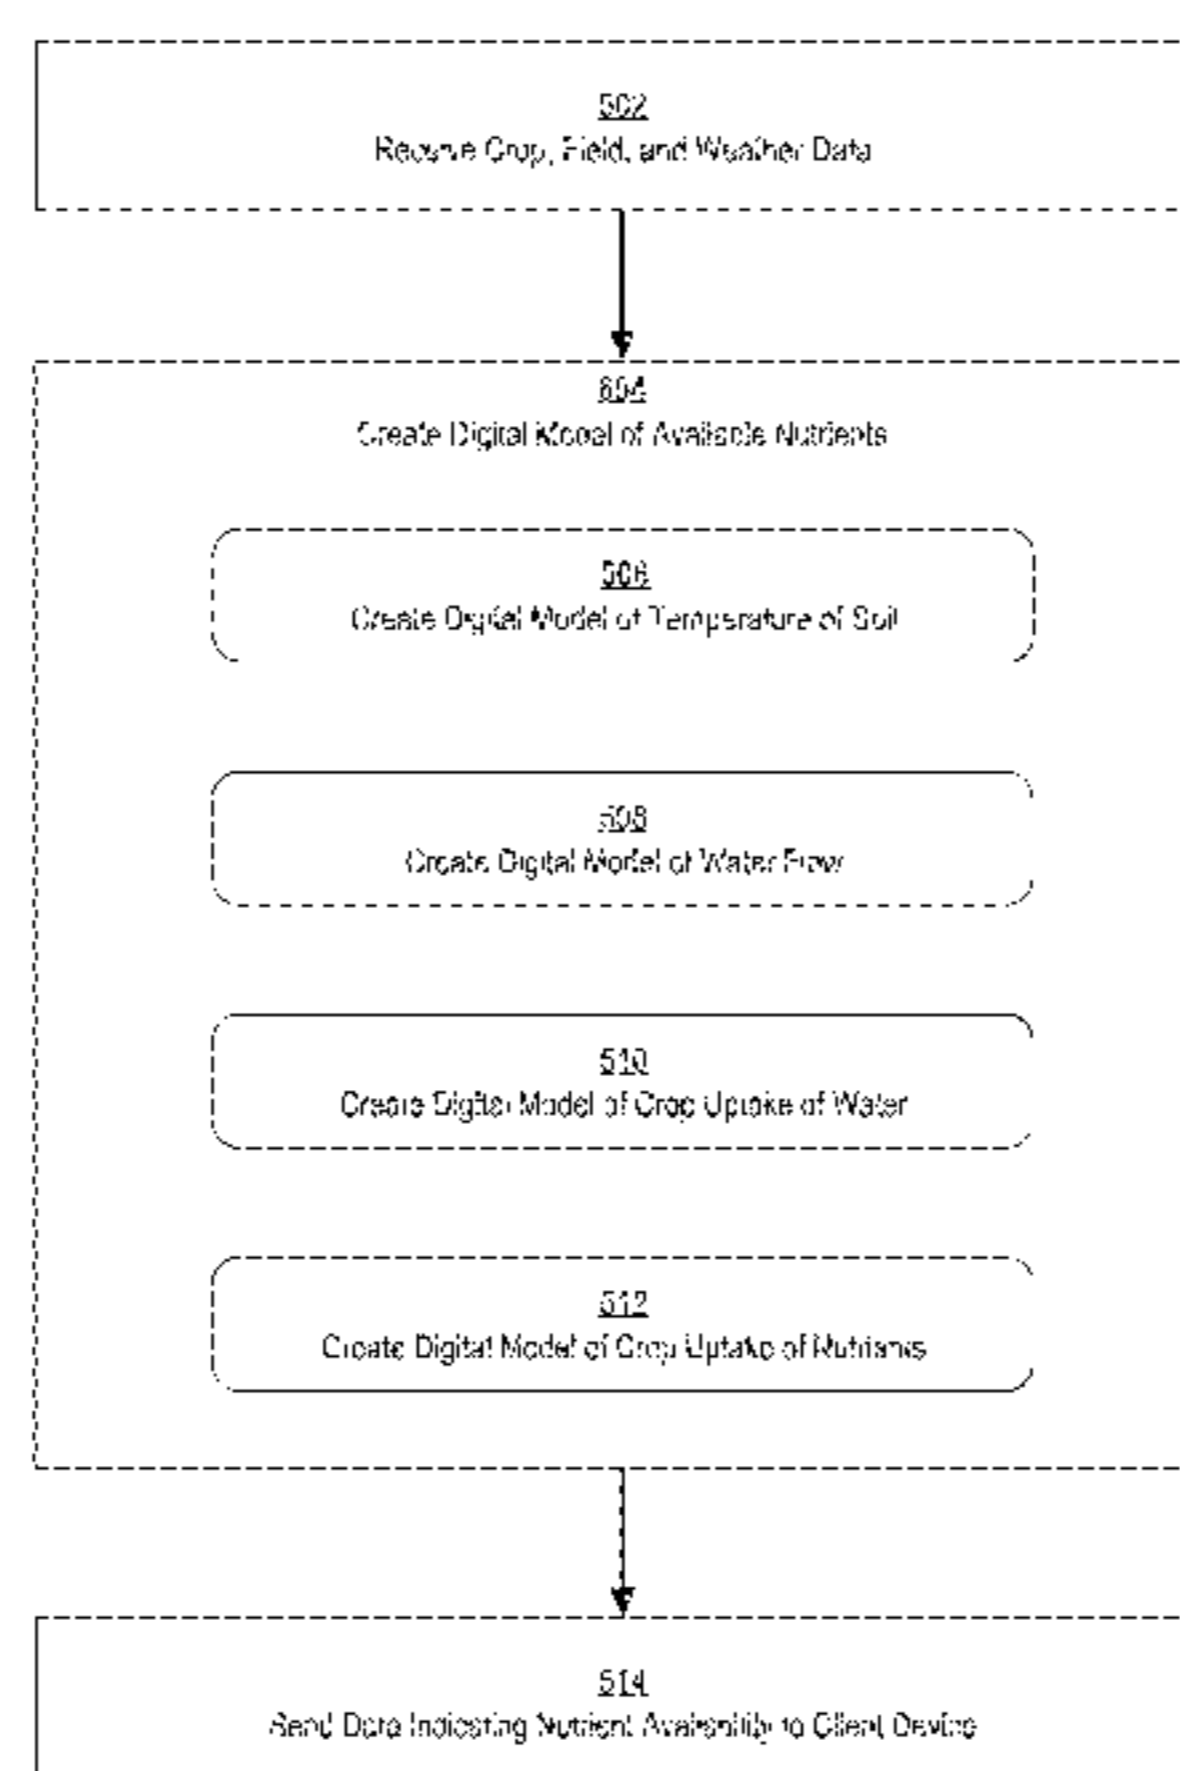 502
Receive Crop, Field, and Weather Data
504
Create Digital Model of Available Nutrients
506
Create Digital Model of Temperature of Soil
508
Create Digital Model of Water Flow
510
Create Digital Model of Crop Uptake of Water
512
Create Digital Model of Crop Uptake of Nutrients
514
Send Data Indicating Nutrient Availability to Client Device